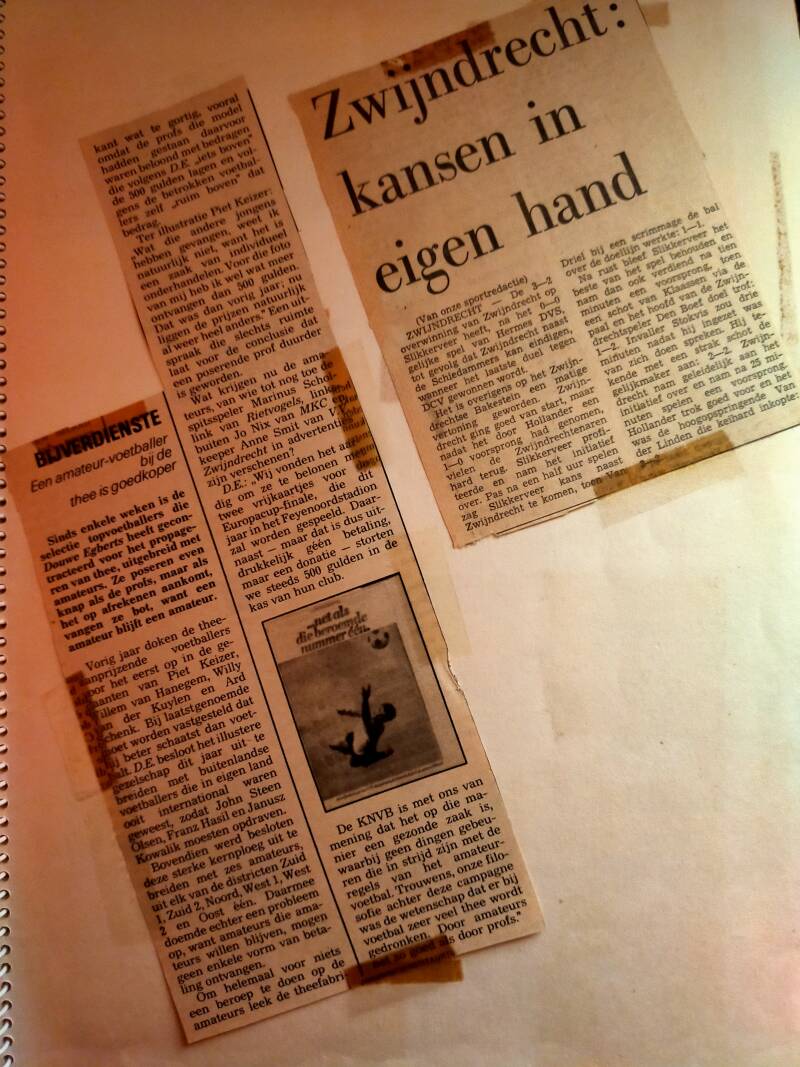 BIJVERDIENSTE
Een amateur-voetballer
bij de
thee is goedkoper
Sinds enkele weken is de
selectie topvoetballers die
Douwe Egberts heeft gecon-
tracteerd voor het propage-
ren van thee, uitgebreid met
amateurs. Ze poseren even
knap als de profs, maar als
het op afrekenen aankomt,
vangen ze bot, want een
amateur blijft een amateur.
Vorig jaar doken de thee-
aanprijzende voetballers
voor het eerst op in de ge-
daanten van Piet Keizer,
Willem van Hanegem, Willy
van der Kuylen en Ard
Schenk. Bij laatstgenoemde
moet worden vastgesteld dat
hij beter schaatst dan voet-
balt. D.E. besloot het illustere
gezelschap dit jaar uit te
breiden met buitenlandse
voetballers die in eigen land
ooit international waren
geweest, zodat John Steen
Olsen, Franz Hasil en Janusz
Kowalik moesten opdraven.
Bovendien werd besloten
deze sterke kernploeg uit te
breiden met zes amateurs,
uit elk van de districten Zuid
1, Zuid 2, Noord, West 1, West
2 en Oost één. Daarmee
doemde echter een probleem
op, want amateurs die ama-
teurs willen blijven, mogen
geen enkele vorm van beta-
ling ontvangen.
Om helemaal voor niets
een beroep te doen op de
amateurs leek de theefabri-
kant wat te gortig, vooral
omdat de profs die model
hadden gestaan daarvoor
waren beloond met bedragen
die volgens D.E. „iets boven”
de 500 gulden lagen en vol-
gens de betrokken voetbal-
lers zelf „ruim boven” dat
bedrag.
Ter illustratie Piet Keizer:
„Wat die andere jongens
hebben gevangen, weet ik
natuurlijk niet, want het is
een zaak van individueel
onderhandelen. Voor die foto
van mij heb ik wel wat meer
ontvangen dan 500 gulden.
Dat was dan vorig jaar; nu
liggen de prijzen natuurlijk
al weer heel anders.” Een uit-
spraak die slechts ruimte
laat voor de conclusie dat
een poserende prof duurder
is geworden.
Wat krijgen nu de ama-
teurs, van wie tot nog toe de
spitsspeler Marinus Schol-
link van Rietvogels, links-
buiten Jo Nix van MKC en
keeper Anne Smit van V.V.
Zwijndrecht in advertenties
zijn verschenen?
D.E.: „Wij vonden het aar-
dig om ze te belonen met
twee vrijkaartjes voor de
Europacup-finale, die dit
jaar in het Feyenoordstadion
zal worden gespeeld. Daar-
naast — maar dat is dus uit-
drukkelijk géén betaling,
maar een donatie — storten
we steeds 500 gulden in de
kas van hun club.
...net als
die beroemde
nummer één.
De KNVB is met ons van
mening dat het op die ma-
nier een gezonde zaak is,
waarbij geen dingen gebeu-
ren die in strijd zijn met de
regels van het amateur-
voetbal. Trouwens, onze filo-
sofie achter deze campagne
was de wetenschap dat er bij
voetbal zeer veel thee wordt
gedronken. Door amateurs
net zo goed als door profs.”
Zwijndrecht:
kansen in
eigen hand
(Van onze sportredactie)
ZWIJNDRECHT — De 3—2
overwinning van Zwijndrecht op
Slikkerveer heeft, na het 0—0
gelijke spel van Hermes DVS,
tot gevolg dat Zwijndrecht naast
de Schiedammers kan eindigen,
wanneer het laatste duel tegen
DCV gewonnen wordt.
Het is overigens op het Zwijn-
drechtse Bakestein een matige
vertoning geworden. Zwijn-
drecht ging goed van start, maar
nadat het door Hollander een
1—0 voorsprong had genomen,
vielen de Zwijndrechtenaren
hard terug. Slikkerveer profi-
teerde en nam het initiatief
over. Pas na een half uur spelen
zag Slikkerveer kans naast
Zwijndrecht te komen, toen Van
Driel bij een scrimmage de bal
over de doellijn werkte: 1—1.
Na rust bleef Slikkerveer het
beste van het spel behouden en
nam dan ook verdiend na tien
minuten een voorsprong, toen
een schot van Klaassen via de
paal en het hoofd van de Zwijn-
drechtspeler Den Boef doel trof:
1—2. Invaller Stokvis zou drie
minuten nadat hij ingezet was
van zich doen spreken. Hij te-
kende met een strak schot de
gelijkmaker aan: 2—2. Zwijn-
drecht nam geleidelijk aan het
initiatief over en nam na 25 mi-
nuten spelen een voorsprong.
Hollander trok goed voor en het
was de hoogspringende Van
der Linden die keihard inkopte:
3—2.